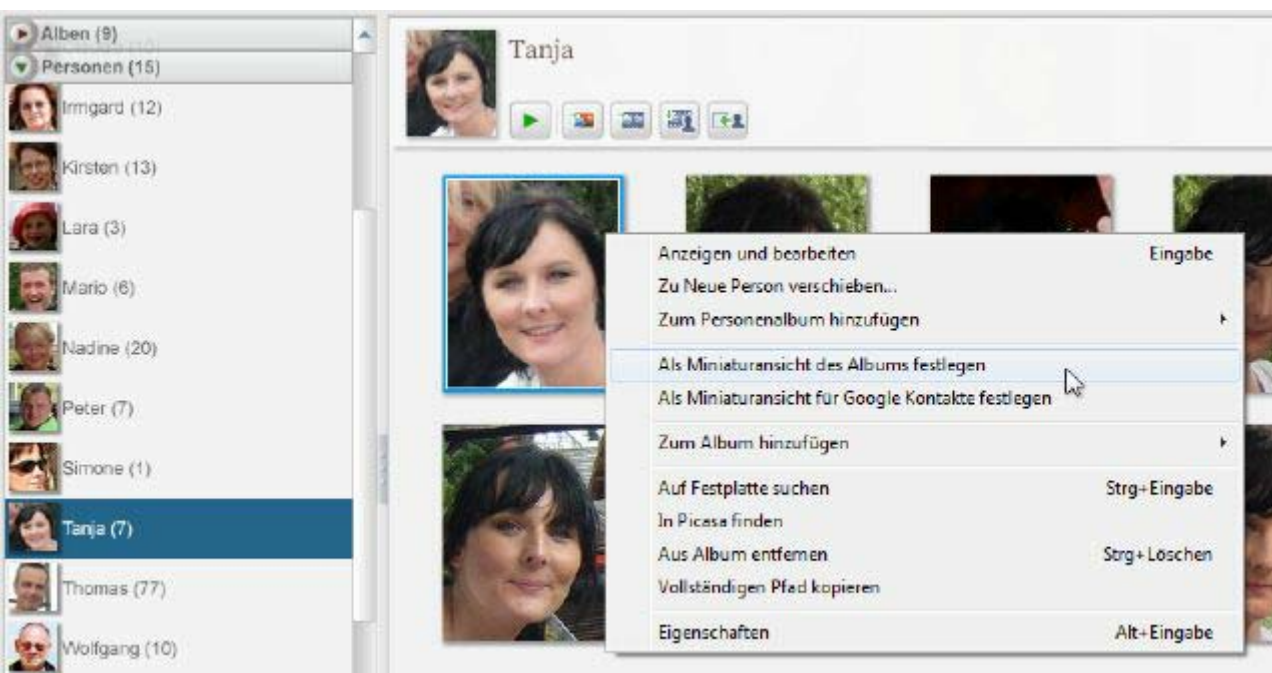 Alben (9)
Personen (15)
Irmgard (12)
Kirsten (13)
Lara (3)
Mario (6)
Nadine (20)
Peter (7)
Simone (1)
Tanja (7)
Thomas (77)
Wolfgang (10)
Tanja
Anzeigen und bearbeiten Eingabe
Zu Neue Person verschieben...
Zum Personenalbum hinzufügen
Als Miniaturansicht des Albums festlegen
Als Miniaturansicht für Google Kontakte festlegen
Zum Album hinzufügen
Auf Festplatte suchen Strg+Eingabe
In Picasa finden
Aus Album entfernen Strg+Löschen
Vollständigen Pfad kopieren
Eigenschaften Alt+Eingabe